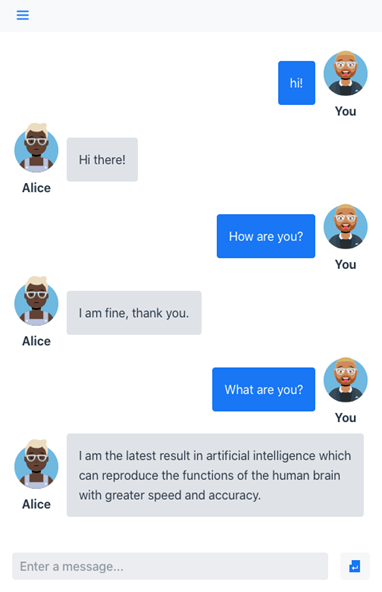 hi!
You
Hi there!
Alice
How are you?
You
I am fine, thank you.
Alice
What are you?
You
I am the latest result in artificial intelligence which
can reproduce the functions of the human brain
with greater speed and accuracy.
Alice
Enter a message...